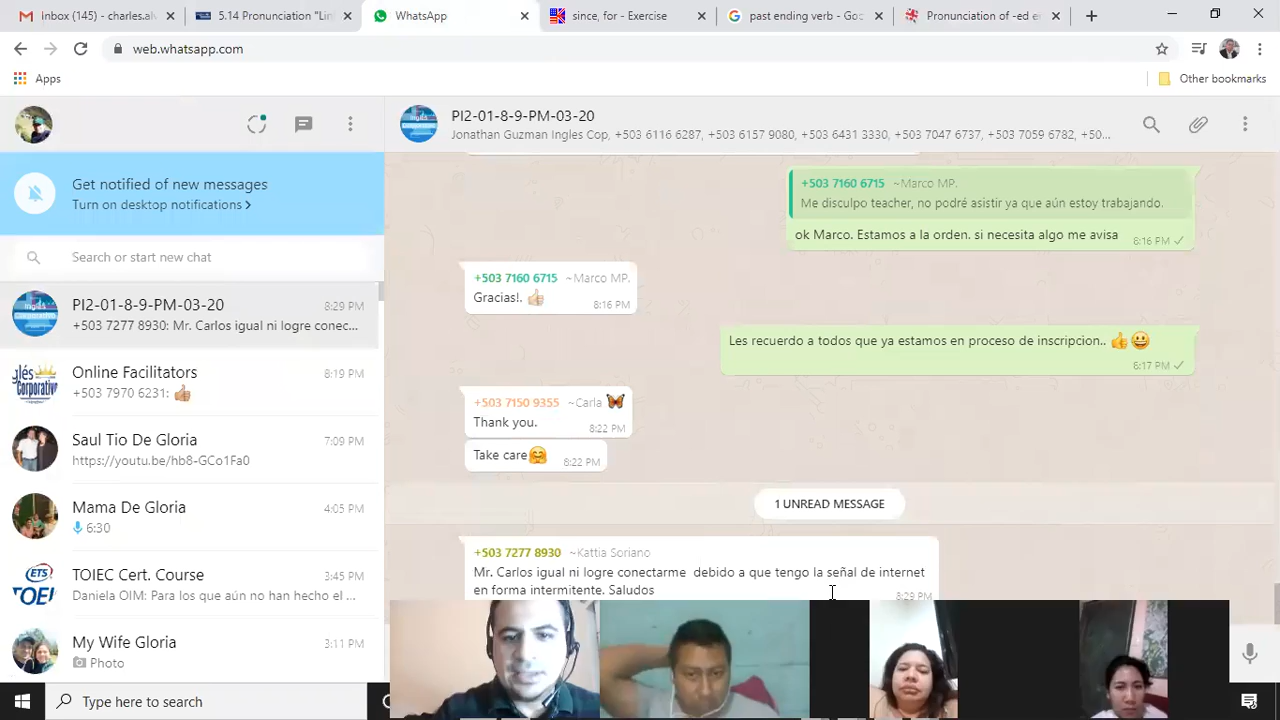 inbox (145) - charles.al
5.14 Pronunciation "Link
WhatsApp
since, for - Exercise
past ending verb - Goo
Pronunciation of -ed e
web.whatsapp.com
Apps
Other bookmarks
PI2-01-8-9-PM-03-20
Jonathan Guzman Ingles Cop, +503 6116 6287, +503 6157 9080, +503 6431 3330, +503 7047 6737, +503 7059 6782, +50...
Get notified of new messages
Turn on desktop notifications >
Search or start new chat
PI2-01-8-9-PM-03-20 8:29 PM
+503 7277 8930: Mr. Carlos igual ni logre conec...
Online Facilitators 8:19 PM
+503 7970 6231: 👍
Saul Tio De Gloria 7:09 PM
https://youtu.be/hb8-GCo1Fa0
Mama De Gloria 4:05 PM
6:30
TOIEC Cert. Course 3:45 PM
Daniela OIM: Para los que aún no han hecho el ...
My Wife Gloria 3:11 PM
Photo
+503 7160 6715 ~Marco MP.
Me disculpo teacher, no podré asistir ya que aún estoy trabajando.
ok Marco. Estamos a la orden. si necesita algo me avisa 8:16 PM
+503 7160 6715 ~Marco MP.
Gracias!. 👍 8:16 PM
Les recuerdo a todos que ya estamos en proceso de inscripcion.. 👍😃
8:17 PM
+503 7150 9355 ~Carla 🦋
Thank you. 8:22 PM
Take care🤗 8:22 PM
1 UNREAD MESSAGE
+503 7277 8930 ~Kattia Soriano
Mr. Carlos igual ni logre conectarme debido a que tengo la señal de internet
en forma intermitente. Saludos 8:29 PM
Type here to search